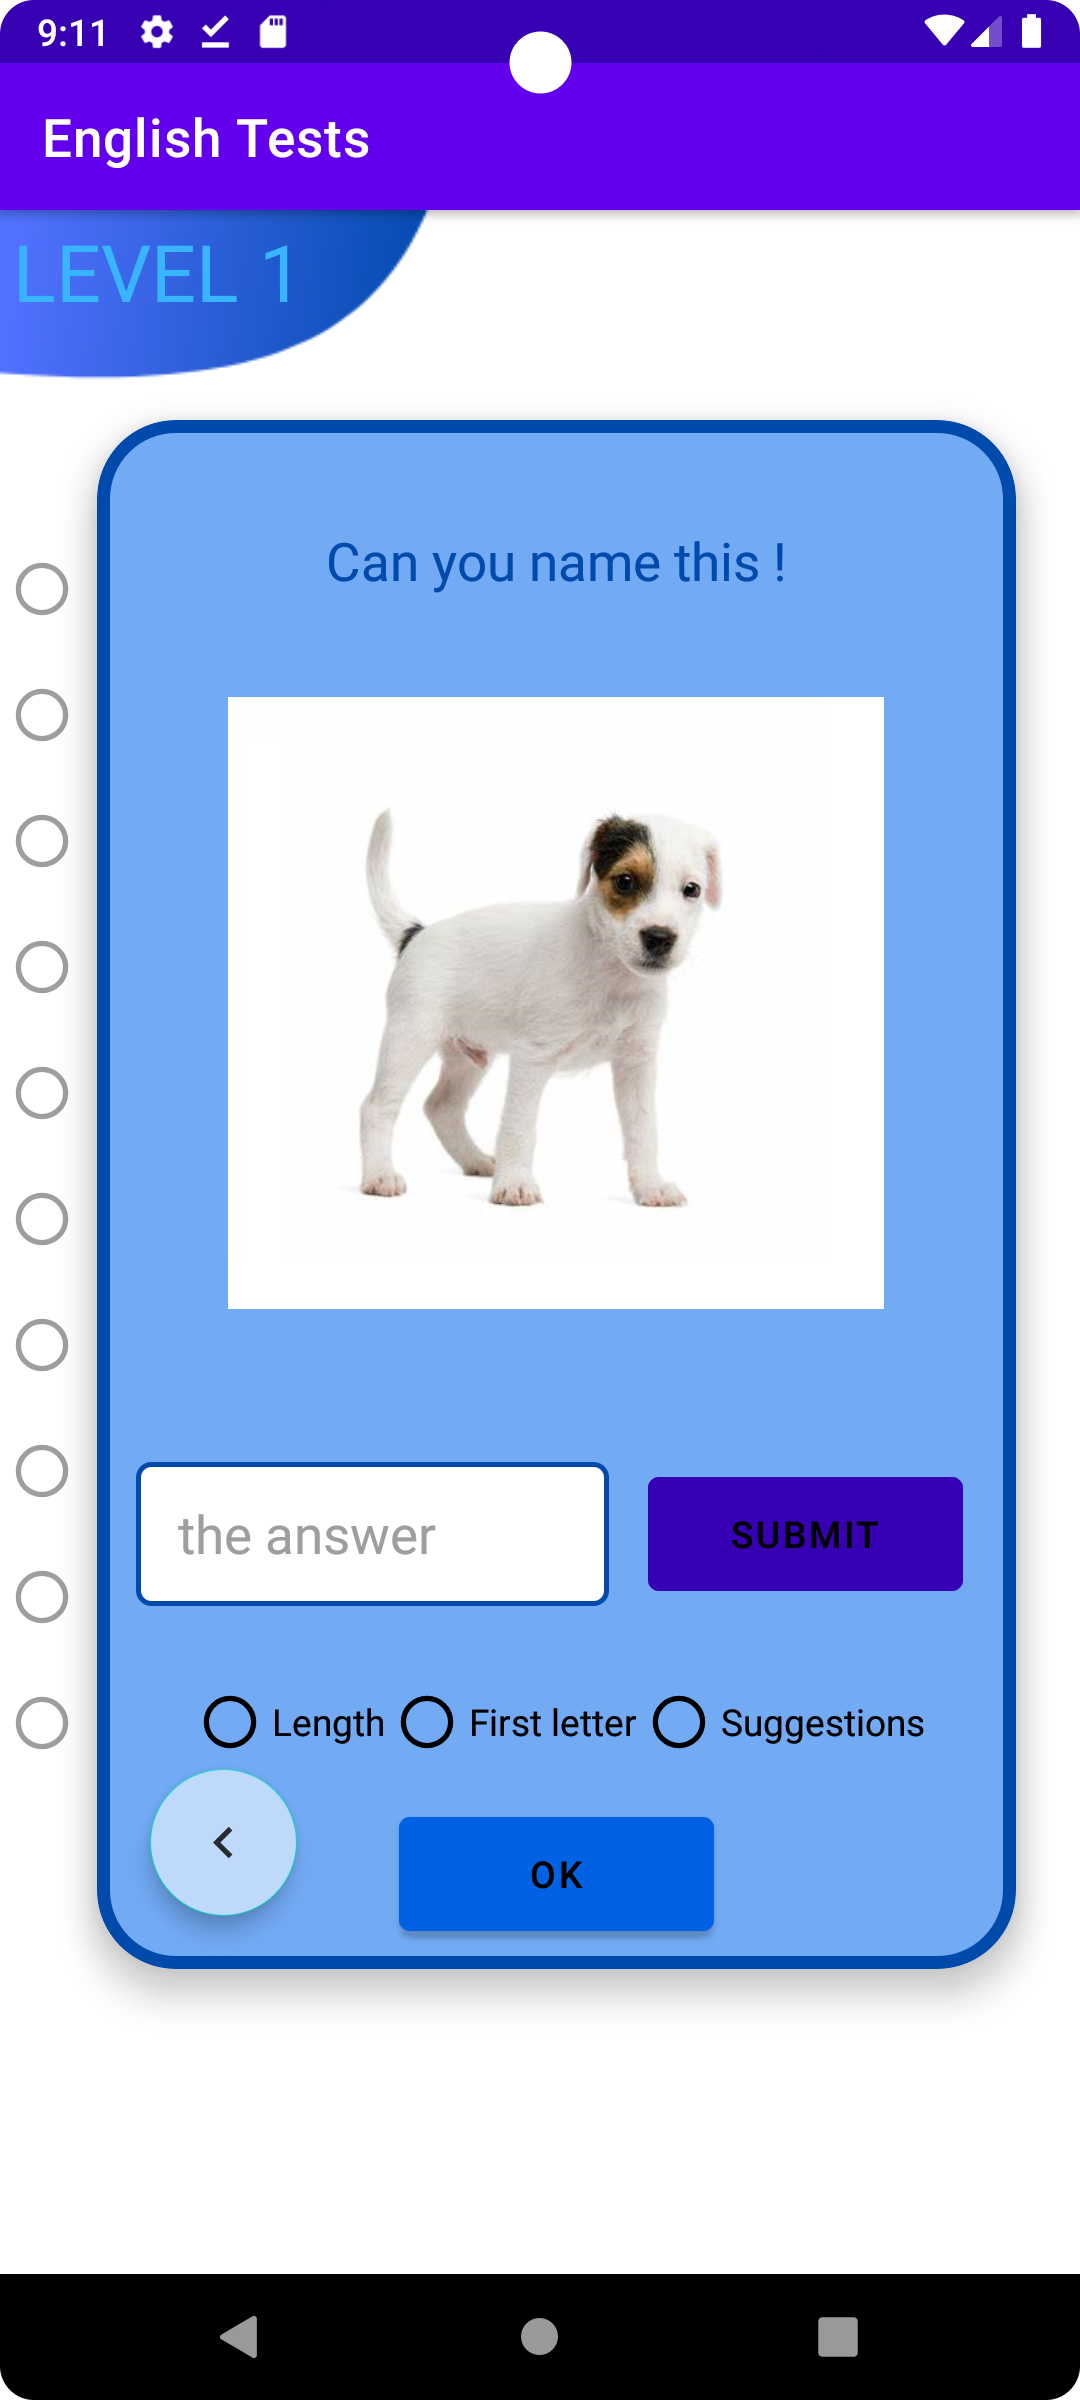 9:11
English Tests
LEVEL 1
Can you name this !
the answer
SUBMIT
Length
First letter
Suggestions
OK